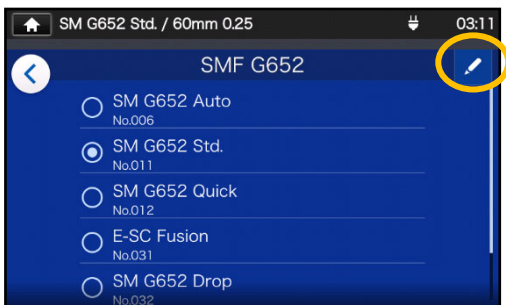 SM G652 Std. / 60mm 0.25 03:11
SMF G652
SM G652 Auto
No.006
SM G652 Std.
No.011
SM G652 Quick
No.012
E-SC Fusion
No.031
SM G652 Drop
No.032